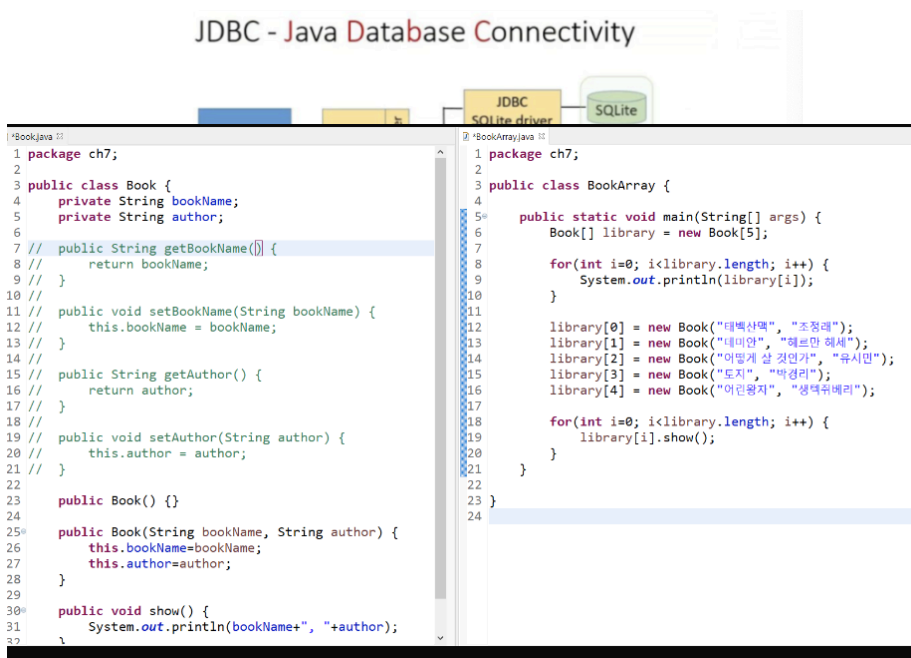 JDBC - Java Database Connectivity
JDBC
SQLite driver
SQLite
*Book.java
1 package ch7;
2
3 public class Book {
4     private String bookName;
5     private String author;
6
7 //  public String getBookName() {
8 //      return bookName;
9 //  }
10 //
11 //  public void setBookName(String bookName) {
12 //      this.bookName = bookName;
13 //  }
14 //
15 //  public String getAuthor() {
16 //      return author;
17 //  }
18 //
19 //  public void setAuthor(String author) {
20 //      this.author = author;
21 //  }
22
23     public Book() {}
24
25     public Book(String bookName, String author) {
26         this.bookName=bookName;
27         this.author=author;
28     }
29
30     public void show() {
31         System.out.println(bookName+", "+author);
32     }
*BookArray.java
1 package ch7;
2
3 public class BookArray {
4
5     public static void main(String[] args) {
6         Book[] library = new Book[5];
7
8         for(int i=0; i<library.length; i++) {
9             System.out.println(library[i]);
10         }
11
12         library[0] = new Book("태백산맥", "조정래");
13         library[1] = new Book("데미안", "헤르만 헤세");
14         library[2] = new Book("어떻게 살 것인가", "유시민");
15         library[3] = new Book("토지", "박경리");
16         library[4] = new Book("어린왕자", "생텍쥐베리");
17
18         for(int i=0; i<library.length; i++) {
19             library[i].show();
20         }
21     }
22
23 }
24